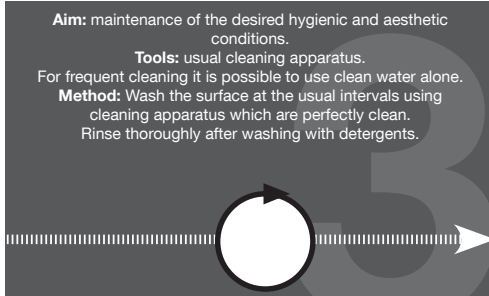 Aim: maintenance of the desired hygienic and aesthetic
conditions.
Tools: usual cleaning apparatus.
For frequent cleaning it is possible to use clean water alone.
Method: Wash the surface at the usual intervals using
cleaning apparatus which are perfectly clean.
Rinse thoroughly after washing with detergents.
3